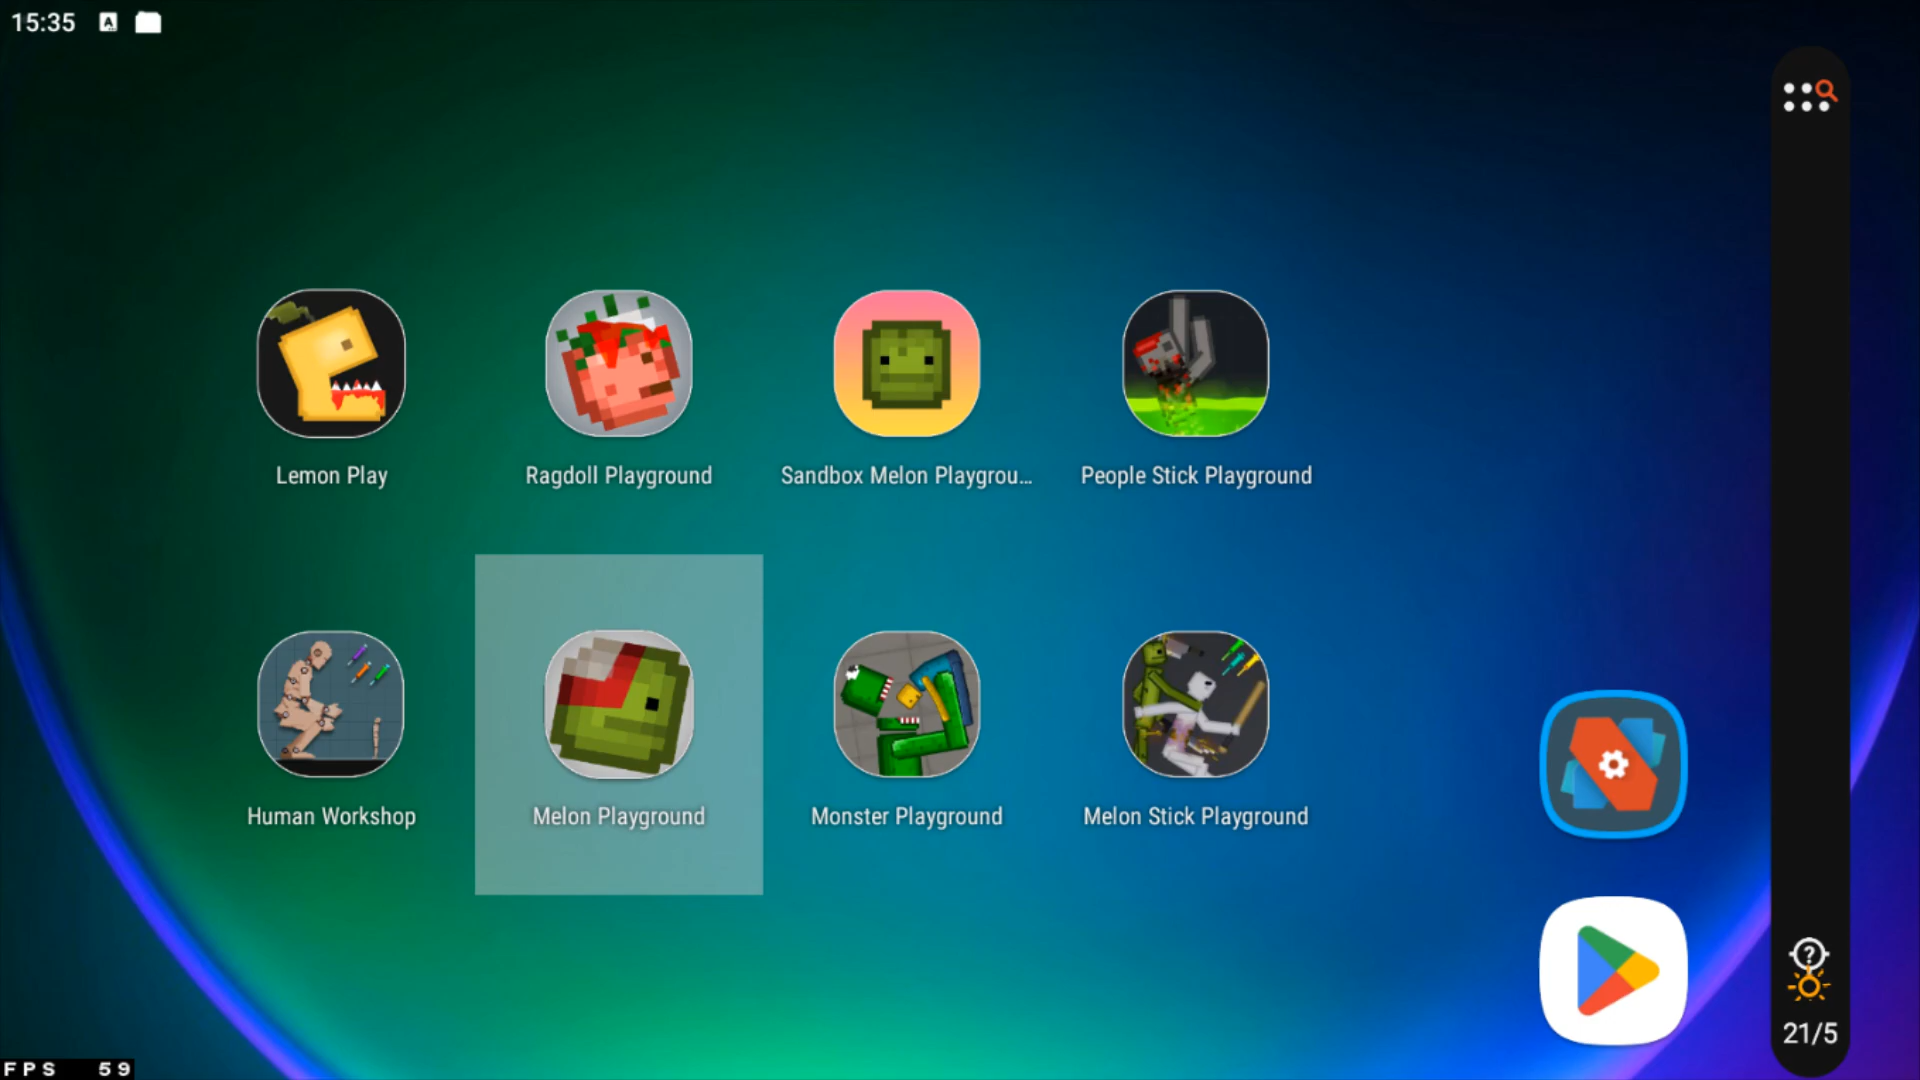 15:35
Lemon Play
Ragdoll Playground
Sandbox Melon Playgrou...
People Stick Playground
Human Workshop
Melon Playground
Monster Playground
Melon Stick Playground
?
21/5
FPS 59